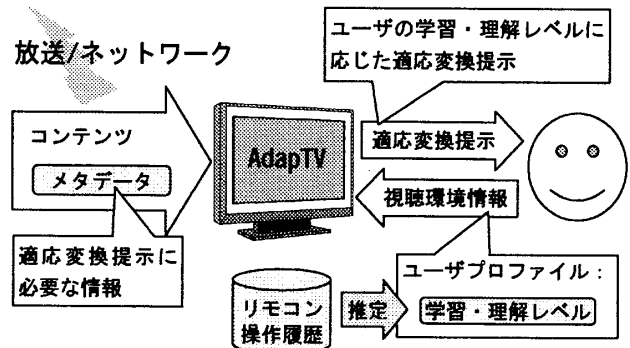 放送/ネットワーク
コンテンツ
メタデータ
適応変換提示に
必要な情報
AdapTV
ユーザの学習・理解レベルに
応じた適応変換提示
適応変換提示
視聴環境情報
ユーザプロファイル：
学習・理解レベル
リモコン
操作履歴
推定